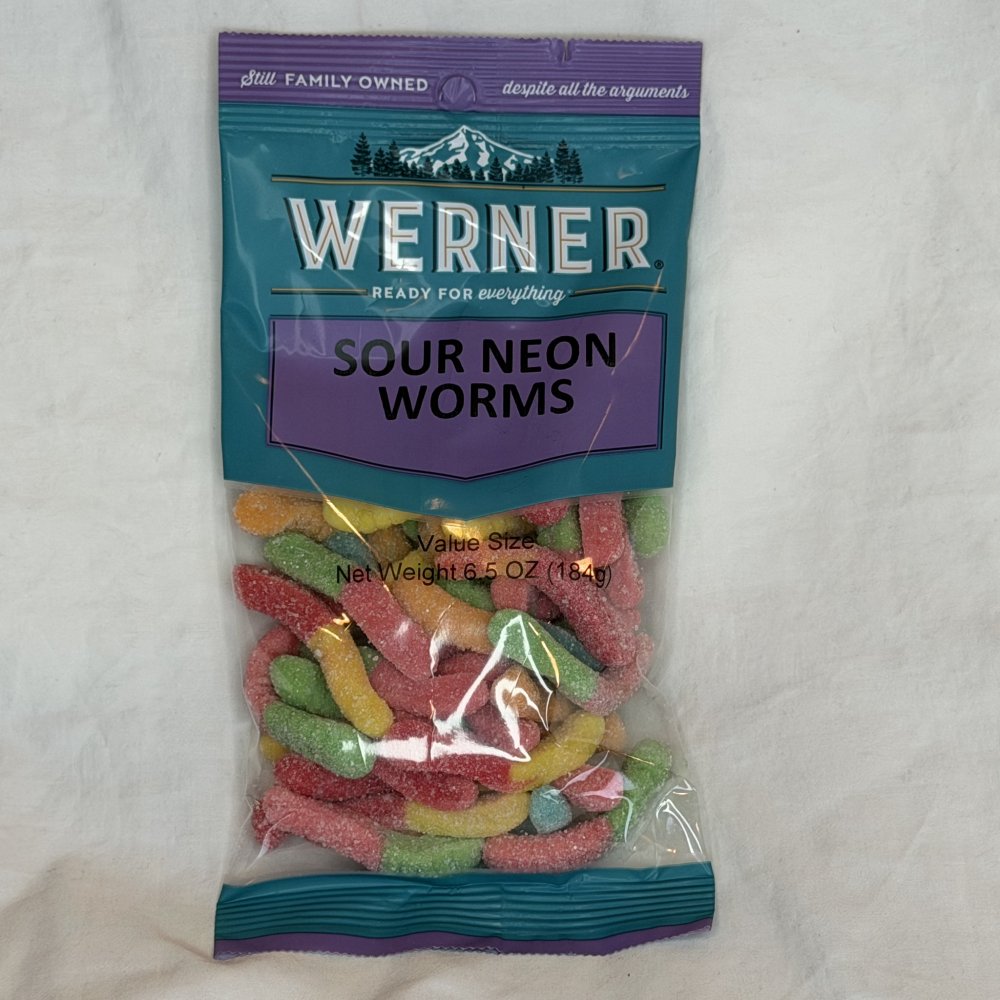 Still FAMILY OWNED despite all the arguments
WERNER®
READY FOR everything
SOUR NEON
WORMS
Value Size
Net Weight 6.5 OZ (184g)